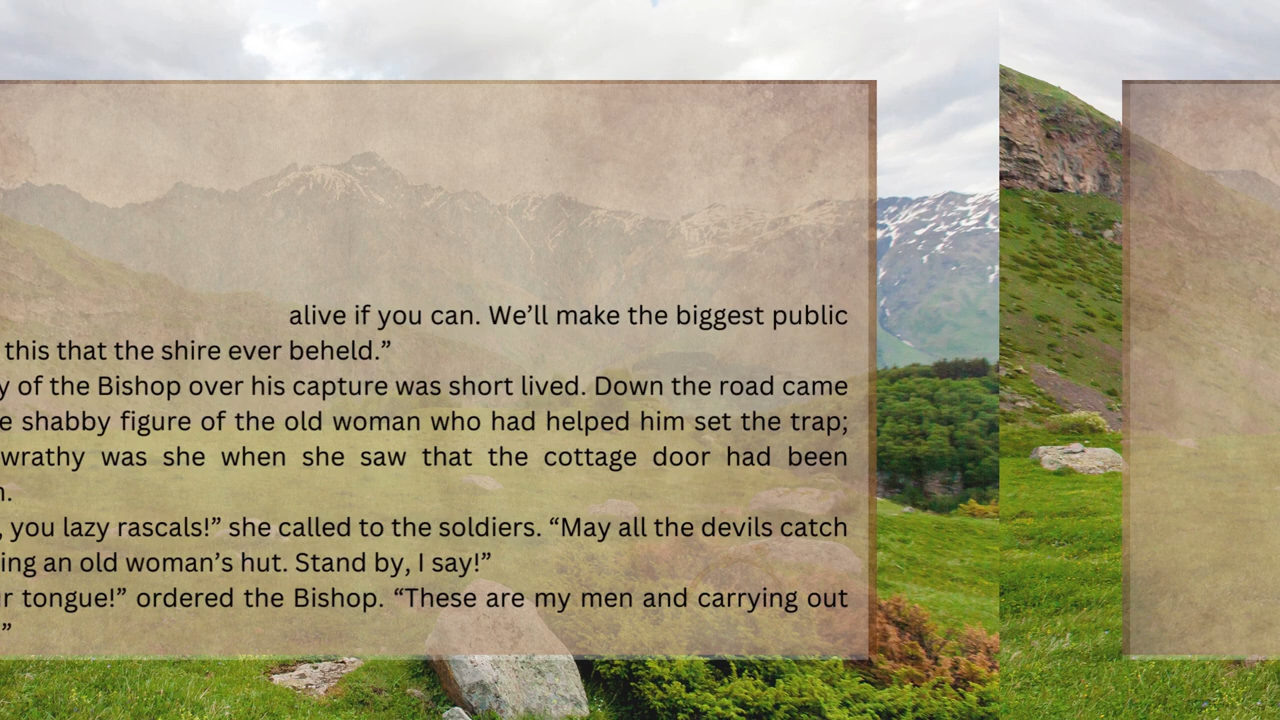 alive if you can. We’ll make the biggest public
this that the shire ever beheld.”
y of the Bishop over his capture was short lived. Down the road came
e shabby figure of the old woman who had helped him set the trap;
wrathy was she when she saw that the cottage door had been
n.
, you lazy rascals!” she called to the soldiers. “May all the devils catch
ing an old woman’s hut. Stand by, I say!”
r tongue!” ordered the Bishop. “These are my men and carrying out
”